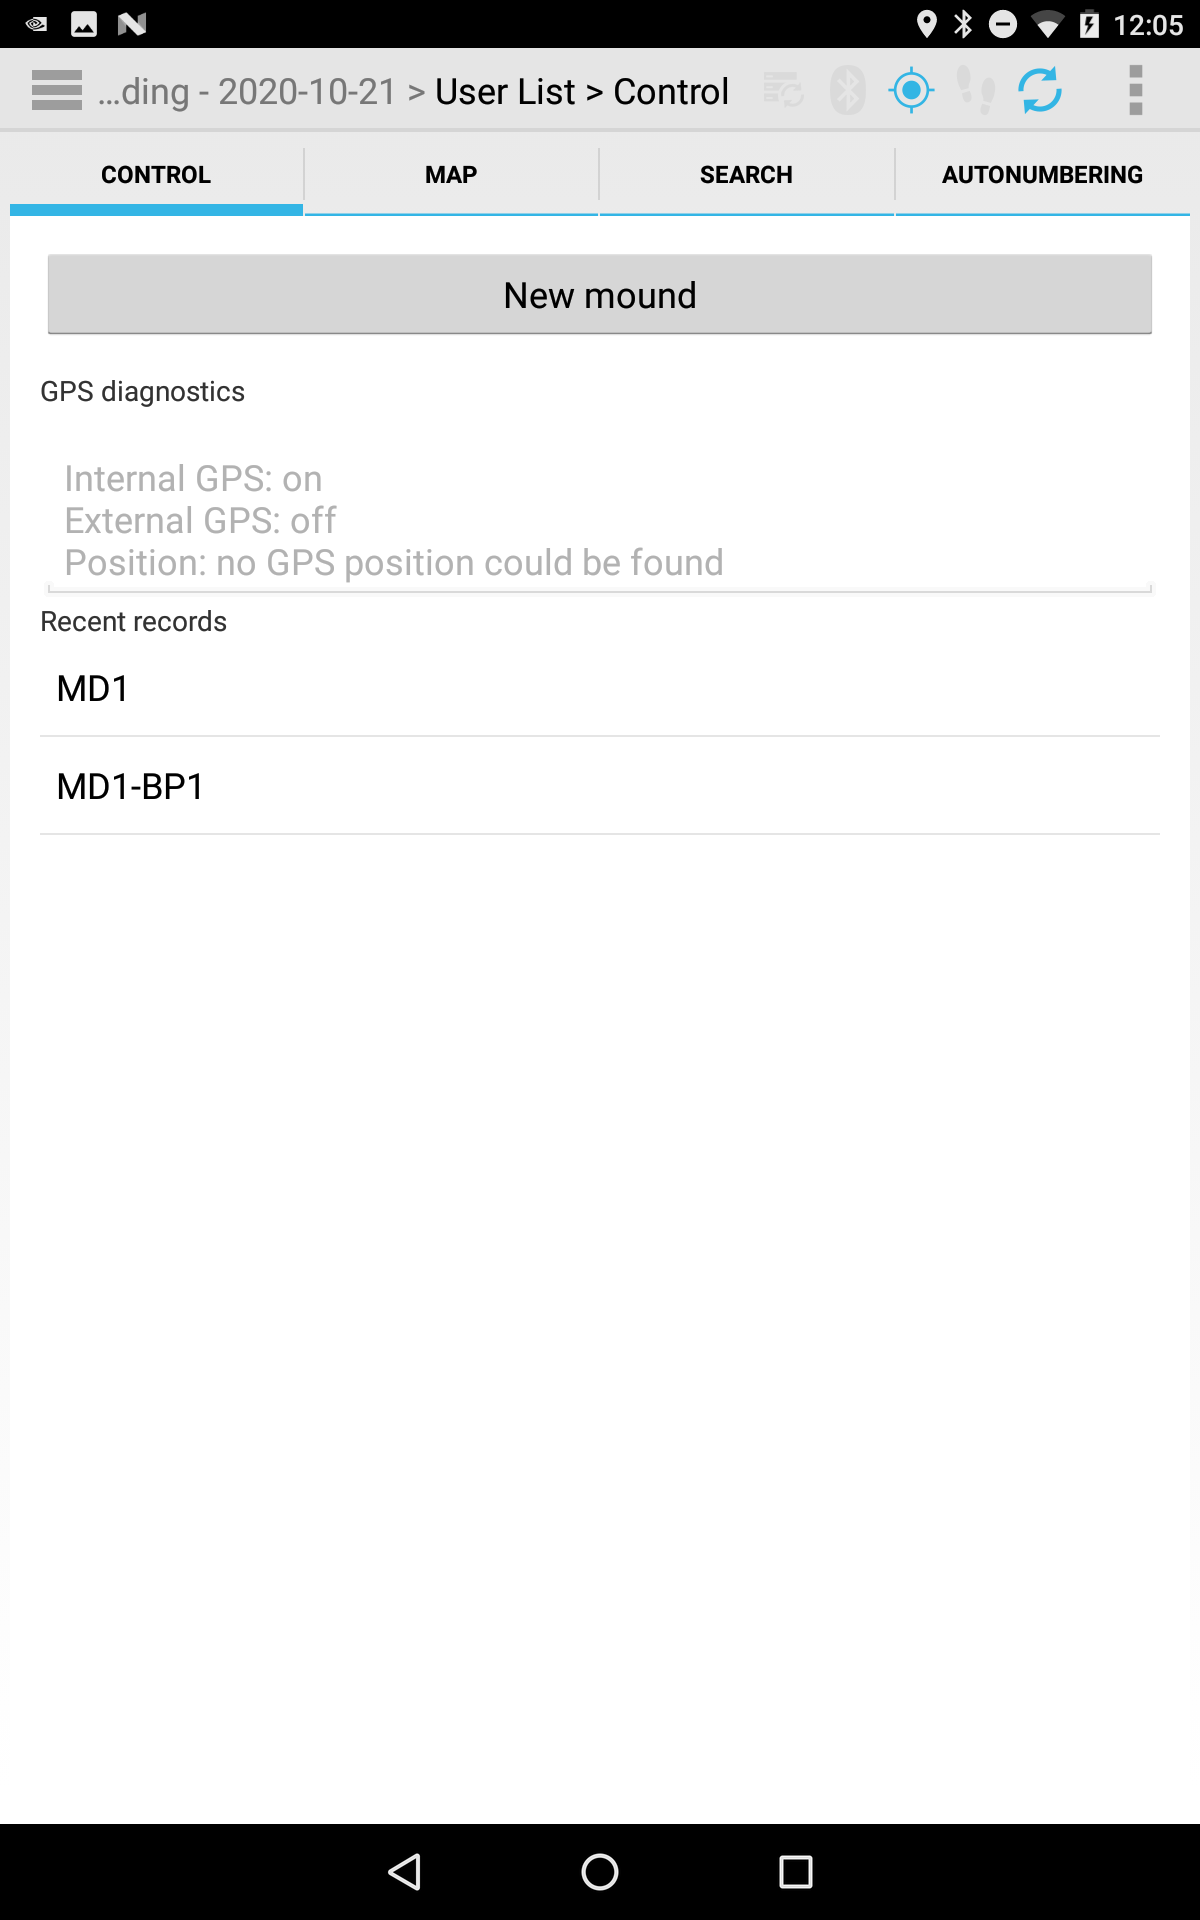 12:05
...ding - 2020-10-21 > User List > Control
CONTROL
MAP
SEARCH
AUTONUMBERING
New mound
GPS diagnostics
Internal GPS: on
External GPS: off
Position: no GPS position could be found
Recent records
MD1
MD1-BP1